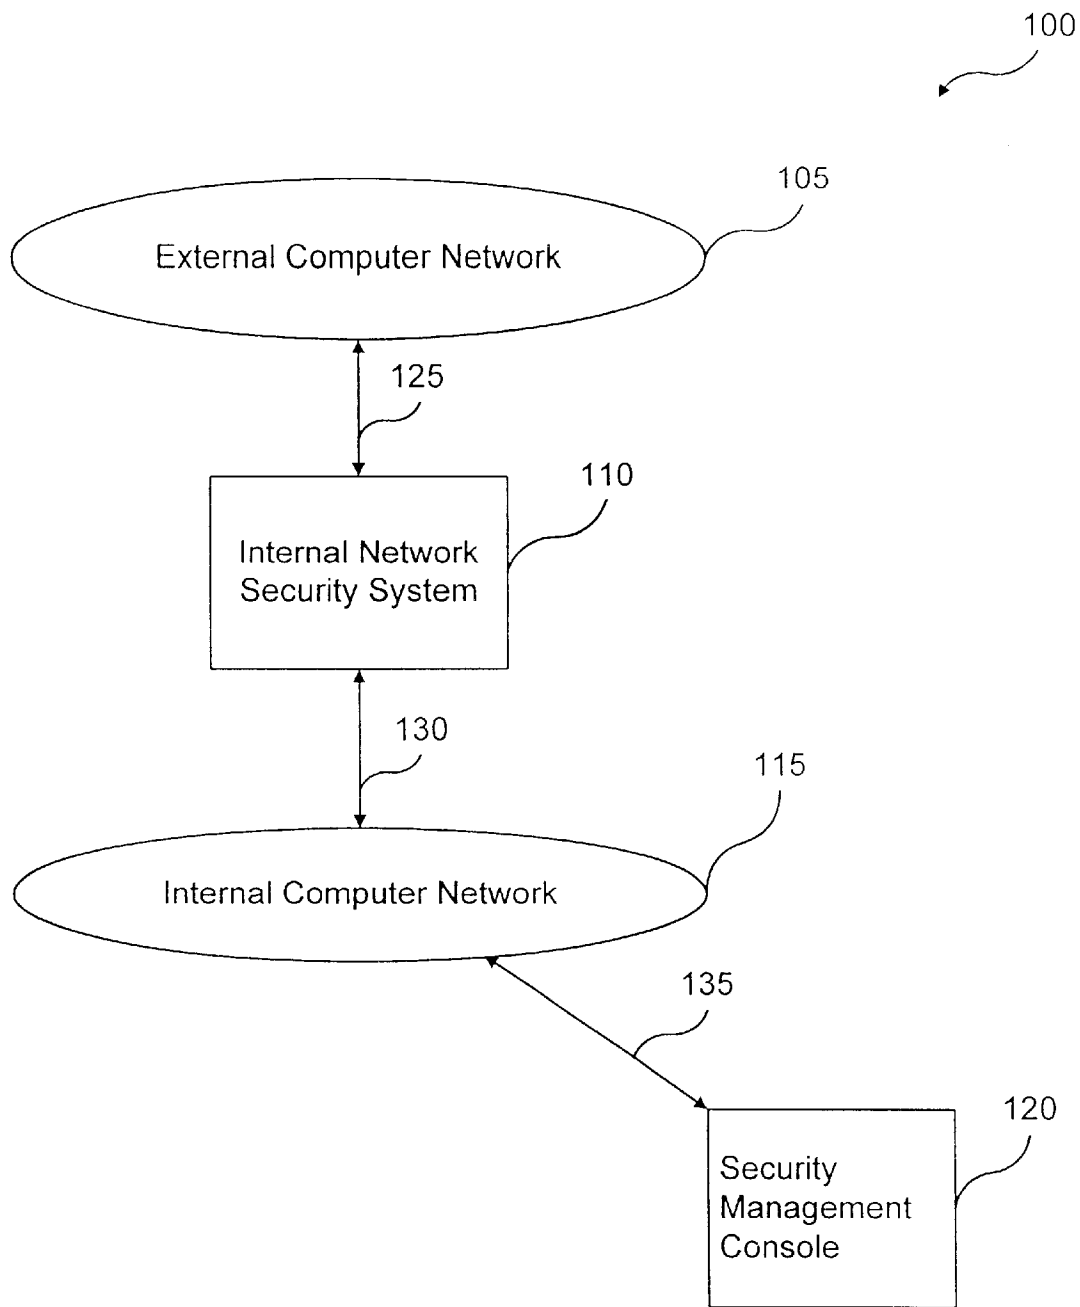 100
105
External Computer Network
125
110
Internal Network
Security System
130
115
Internal Computer Network
135
120
Security
Management
Console